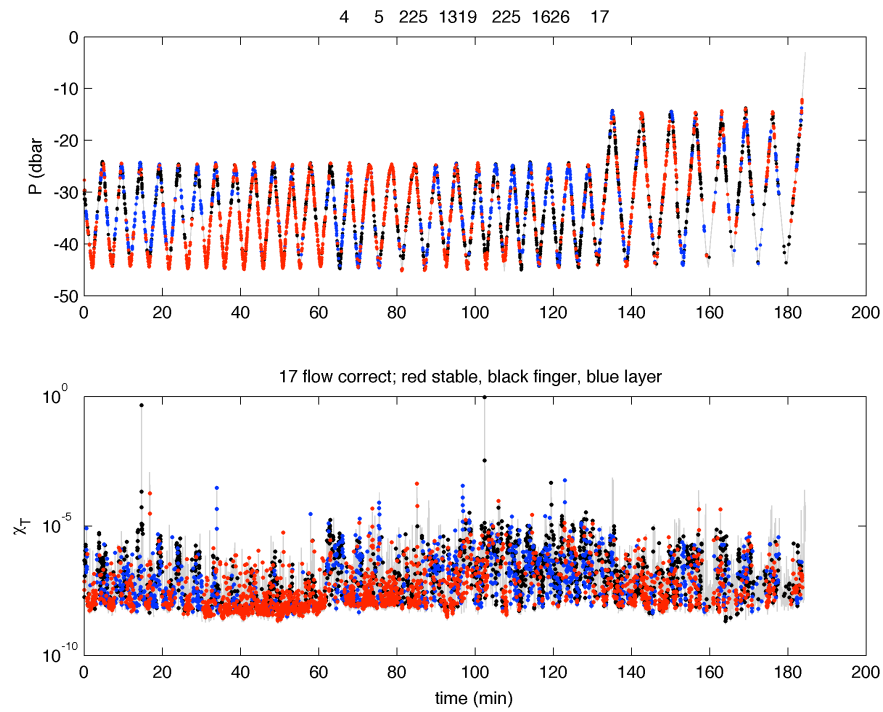 4 5 225 1319 225 1626 17
0
-10
-20
-30
-40
-50
P (dbar
0 20 40 60 80 100 120 140 160 180 200
17 flow correct; red stable, black finger, blue layer
10^0
10^-5
10^-10
χ_T
0 20 40 60 80 100 120 140 160 180 200
time (min)